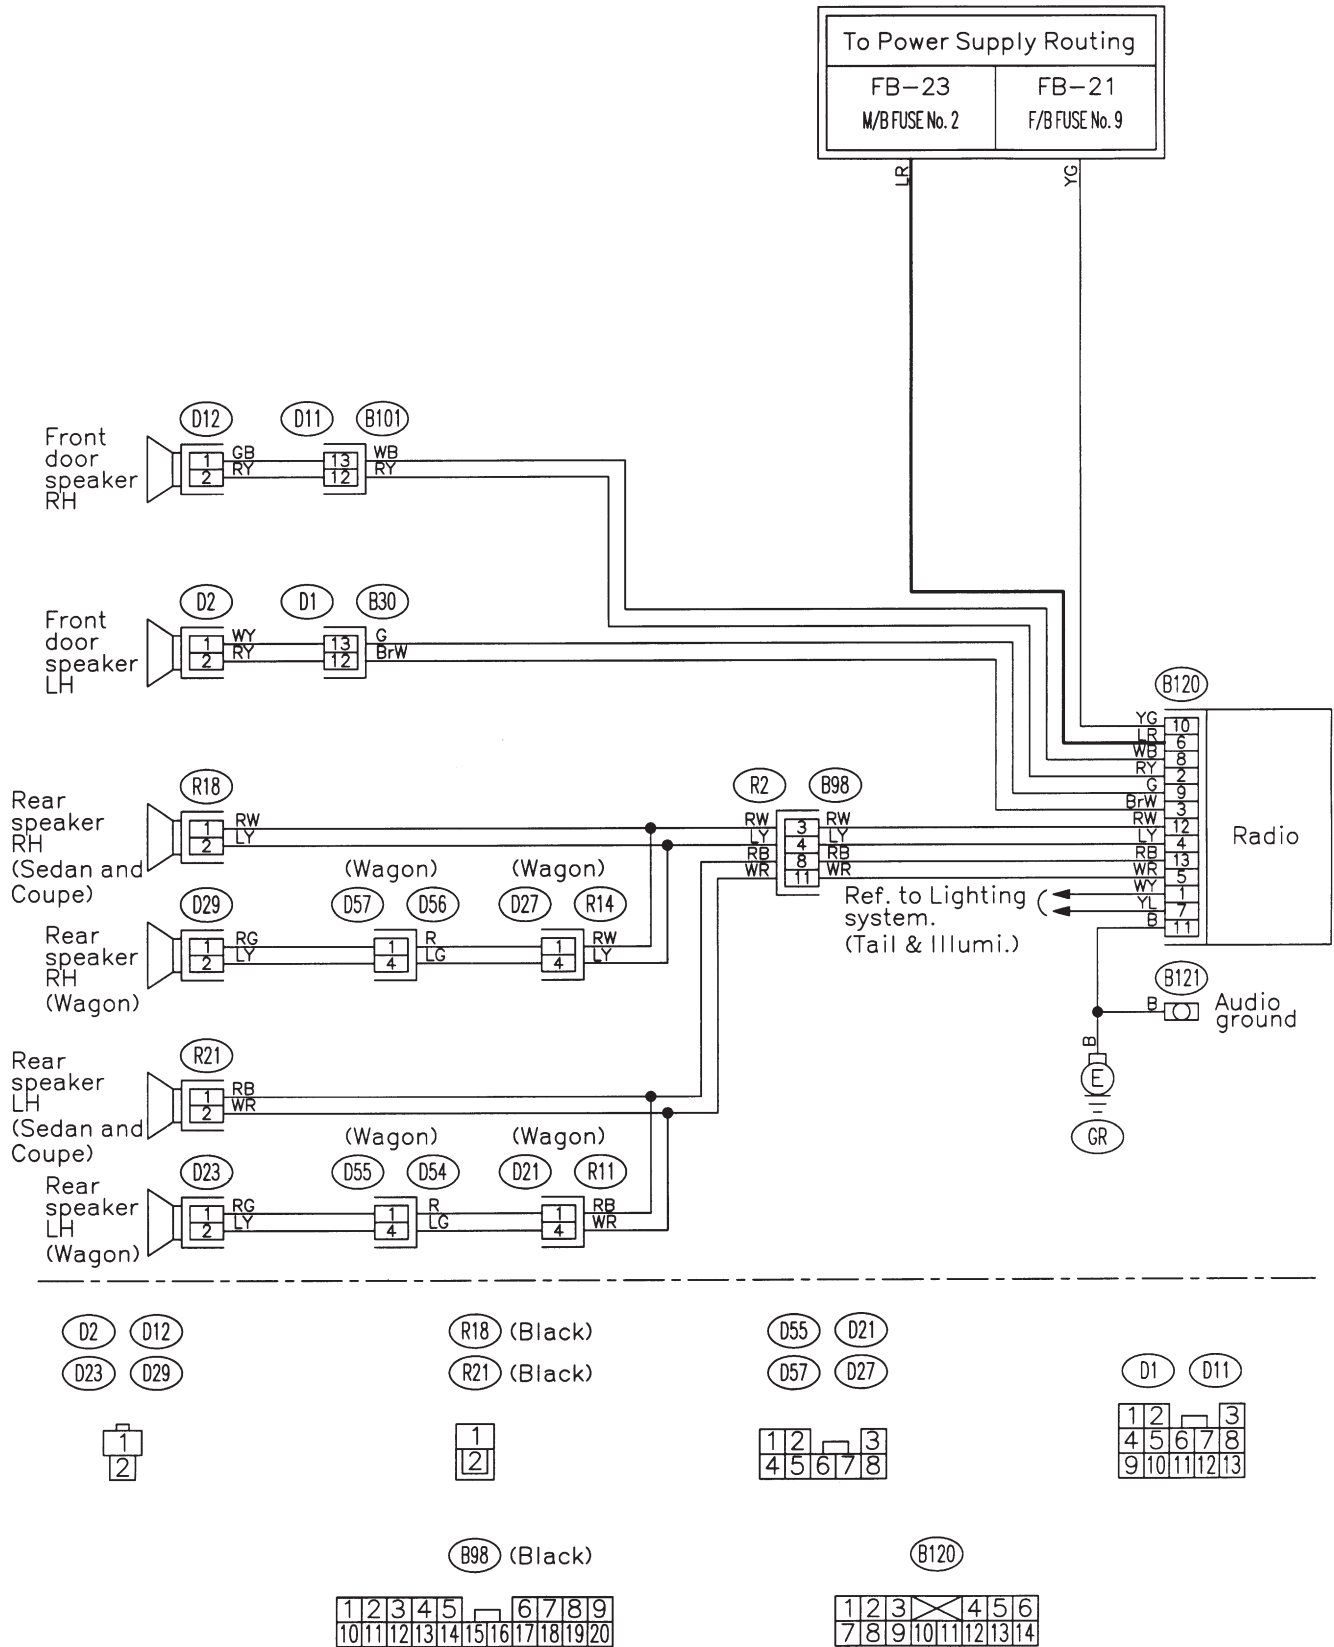 To Power Supply Routing
FB-23 FB-21
M/B FUSE No. 2 F/B FUSE No. 9
LR YG
D12 D11 B101
Front
door
speaker
RH
1 GB 13 WB
2 RY 12 RY
D2 D1 B30
Front
door
speaker
LH
1 WY 13 G
2 RY 12 BrW
B120
YG 10
LR 6
WB 8
RY 2
G 9
BrW 3
RW 12
LY 4
RB 13
WR 5
WY 1
YL 7
B 11
Radio
R18 R2 B98
Rear
speaker
RH
(Sedan and
Coupe)
1 RW RW 3 RW
2 LY LY 4 LY
RB 8 RB
WR 11 WR
Ref. to Lighting
system.
(Tail & Illumi.)
(Wagon) (Wagon)
D29 D57 D56 D27 R14
Rear
speaker
RH
(Wagon)
1 RG 1 R 1 RW
2 LY 4 LG 4 LY
B121
B Audio
ground
B
E
GR
R21
Rear
speaker
LH
(Sedan and
Coupe)
1 RB
2 WR
(Wagon) (Wagon)
D23 D55 D54 D21 R11
Rear
speaker
LH
(Wagon)
1 RG 1 R 1 RB
2 LY 4 LG 4 WR
D2 D12
D23 D29
1
2
R18 (Black)
R21 (Black)
1
2
D55 D21
D57 D27
1 2 3
4 5 6 7 8
D1 D11
1 2 3
4 5 6 7 8
9 10 11 12 13
B98 (Black)
1 2 3 4 5 6 7 8 9
10 11 12 13 14 15 16 17 18 19 20
B120
1 2 3 4 5 6
7 8 9 10 11 12 13 14